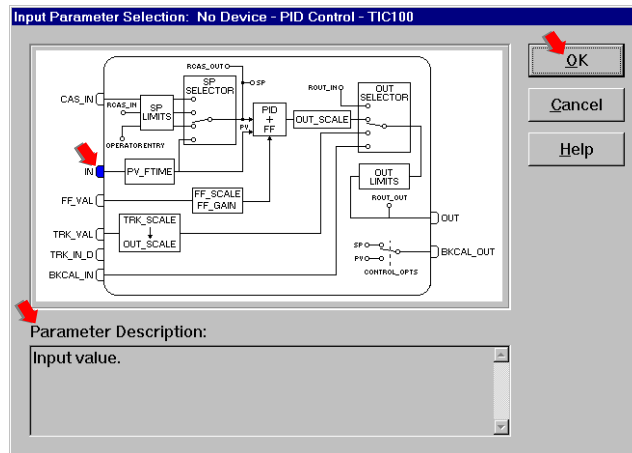 Input Parameter Selection: No Device - PID Control - TIC100
OK
Cancel
Help
RCAS_OUT
SP
SP
SELECTOR
ROUT_IN
OUT
SELECTOR
CAS_IN
RCAS_IN
SP
LIMITS
PID
+
FF
OUT_SCALE
PV
OPERATOR ENTRY
IN
PV_FTIME
OUT
LIMITS
FF_VAL
FF_SCALE
FF_GAIN
ROUT_OUT
TRK_SCALE
OUT_SCALE
OUT
TRK_VAL
TRK_IN_D
SP
PV
BKCAL_OUT
BKCAL_IN
CONTROL_OPTS
Parameter Description:
Input value.